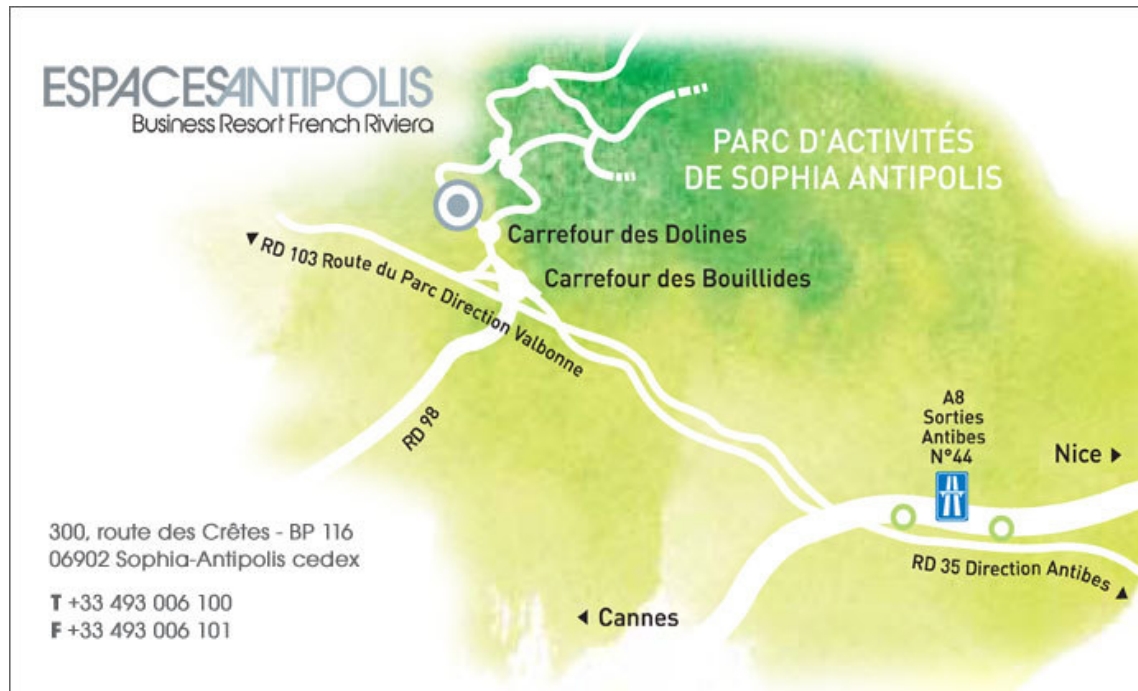 ESPACESANTIPOLIS
Business Resort French Riviera
PARC D'ACTIVITÉS
DE SOPHIA ANTIPOLIS
Carrefour des Dolines
RD 103 Route du Parc Direction Valbonne
Carrefour des Bouillides
RD 98
A8
Sorties
Antibes
N°44
Nice ▶
RD 35 Direction Antibes ▲
◀ Cannes
300, route des Crêtes - BP 116
06902 Sophia-Antipolis cedex
T +33 493 006 100
F +33 493 006 101